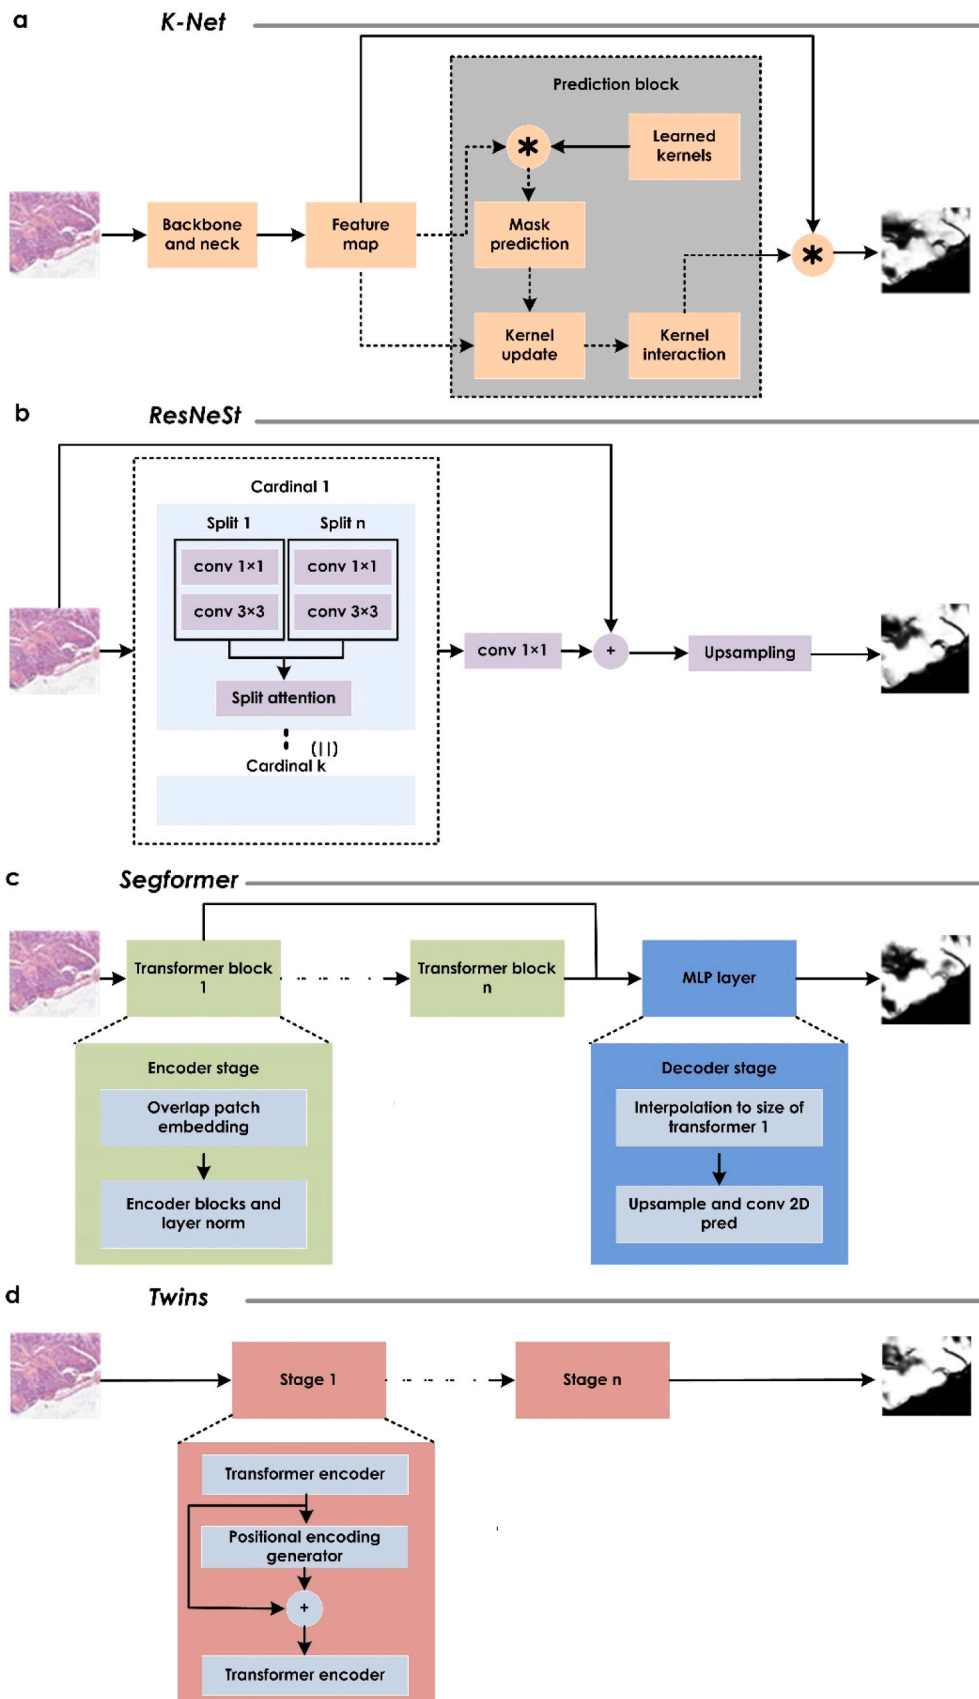 a
K-Net
Prediction block
Learned
kernels
Backbone
and neck
Feature
map
Mask
prediction
Kernel
update
Kernel
interaction
b
ResNeSt
Cardinal 1
Split 1
Split n
conv 1×1
conv 1×1
conv 3×3
conv 3×3
Split attention
(||)
Cardinal k
conv 1×1
+
Upsampling
c
Segformer
Transformer block
1
Transformer block
n
MLP layer
Encoder stage
Overlap patch
embedding
Encoder blocks and
layer norm
Decoder stage
Interpolation to size of
transformer 1
Upsample and conv 2D
pred
d
Twins
Stage 1
Stage n
Transformer encoder
Positional encoding
generator
+
Transformer encoder